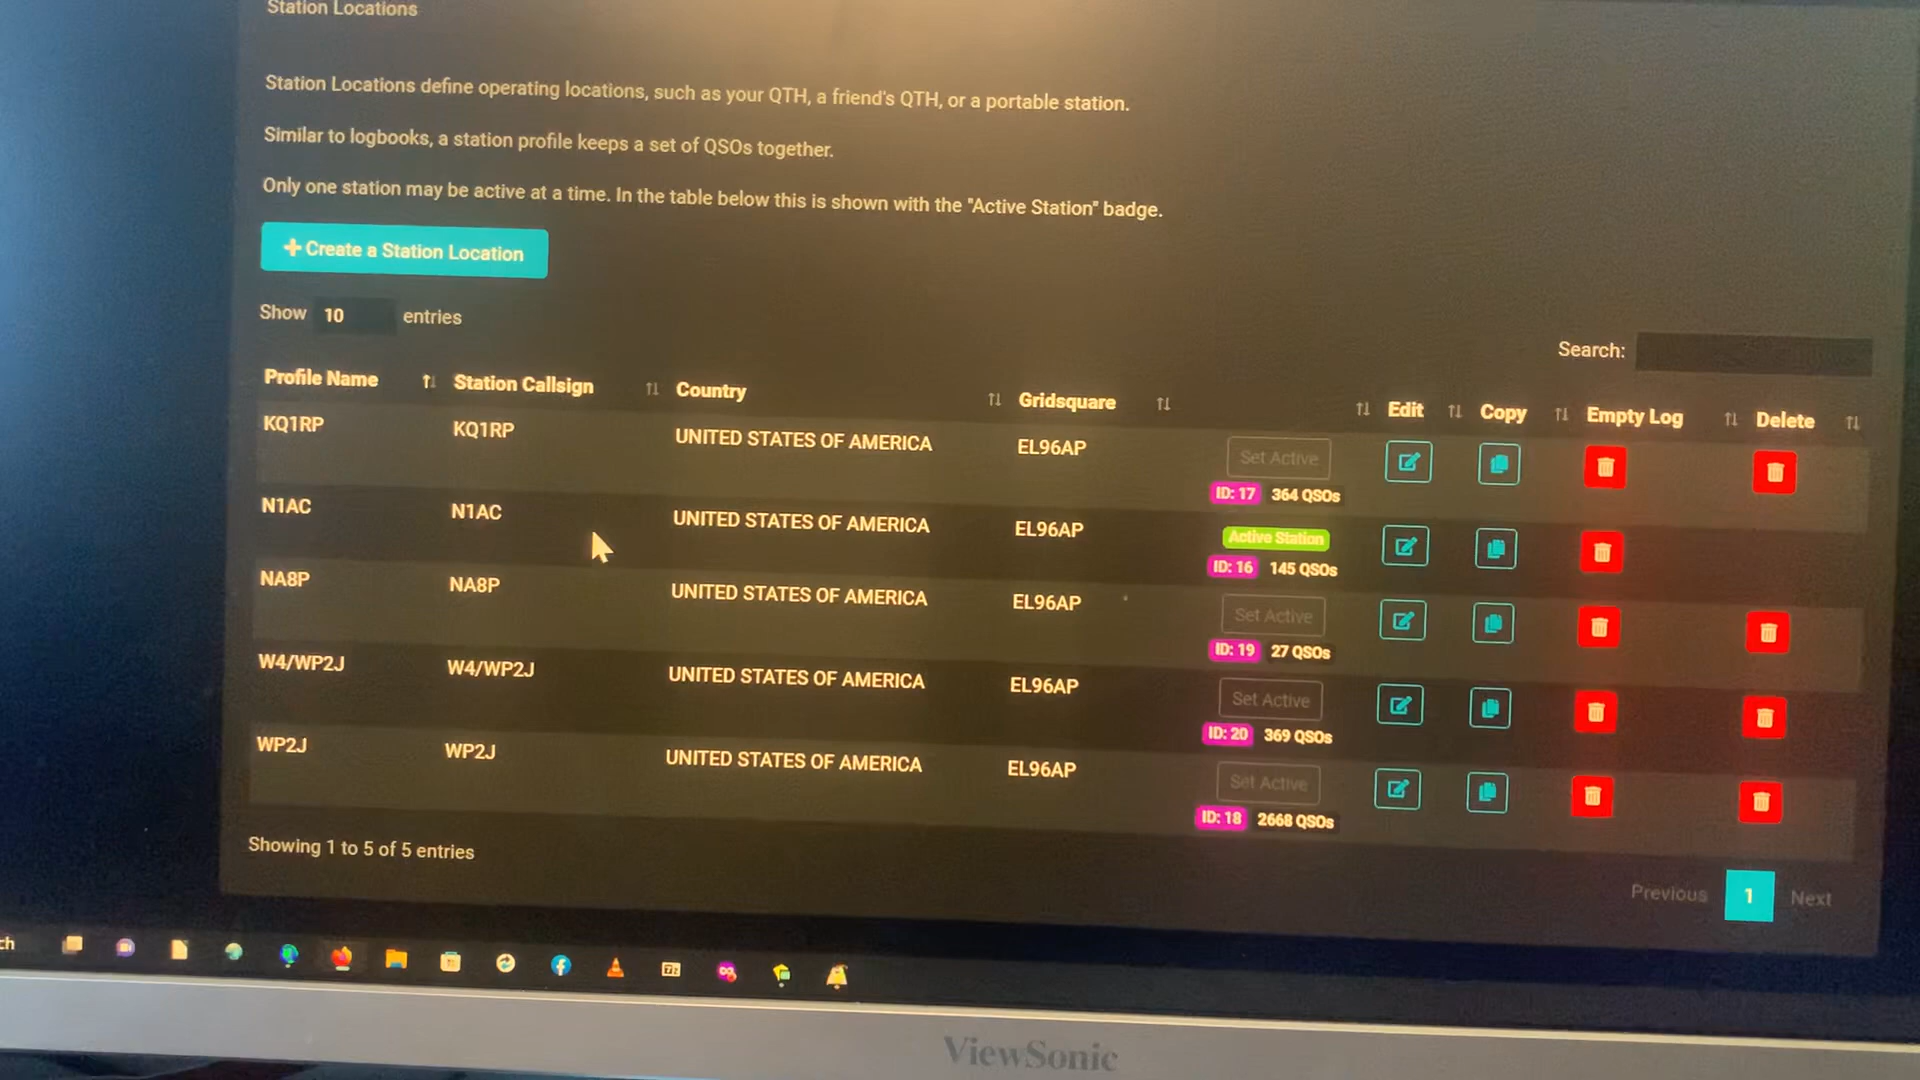 Station Locations
Station Locations define operating locations, such as your QTH, a friend's QTH, or a portable station.
Similar to logbooks, a station profile keeps a set of QSOs together.
Only one station may be active at a time. In the table below this is shown with the "Active Station" badge.
+ Create a Station Location
Show 10 entries
Search:
Profile Name Station Callsign Country Gridsquare Edit Copy Empty Log Delete
KQ1RP KQ1RP UNITED STATES OF AMERICA EL96AP Set Active
ID: 17 364 QSOs
N1AC N1AC UNITED STATES OF AMERICA EL96AP Active Station
ID: 16 145 QSOs
NA8P NA8P UNITED STATES OF AMERICA EL96AP Set Active
ID: 19 27 QSOs
W4/WP2J W4/WP2J UNITED STATES OF AMERICA EL96AP Set Active
ID: 20 369 QSOs
WP2J WP2J UNITED STATES OF AMERICA EL96AP Set Active
ID: 18 2668 QSOs
Showing 1 to 5 of 5 entries
Previous 1 Next
ch
ViewSonic